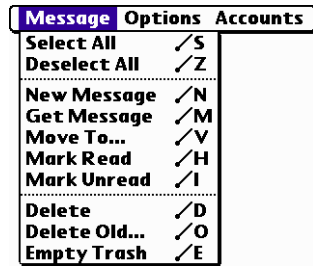 Message Options Accounts
Select All /S
Deselect All /Z
New Message /N
Get Message /M
Move To... /V
Mark Read /H
Mark Unread /I
Delete /D
Delete Old... /O
Empty Trash /E